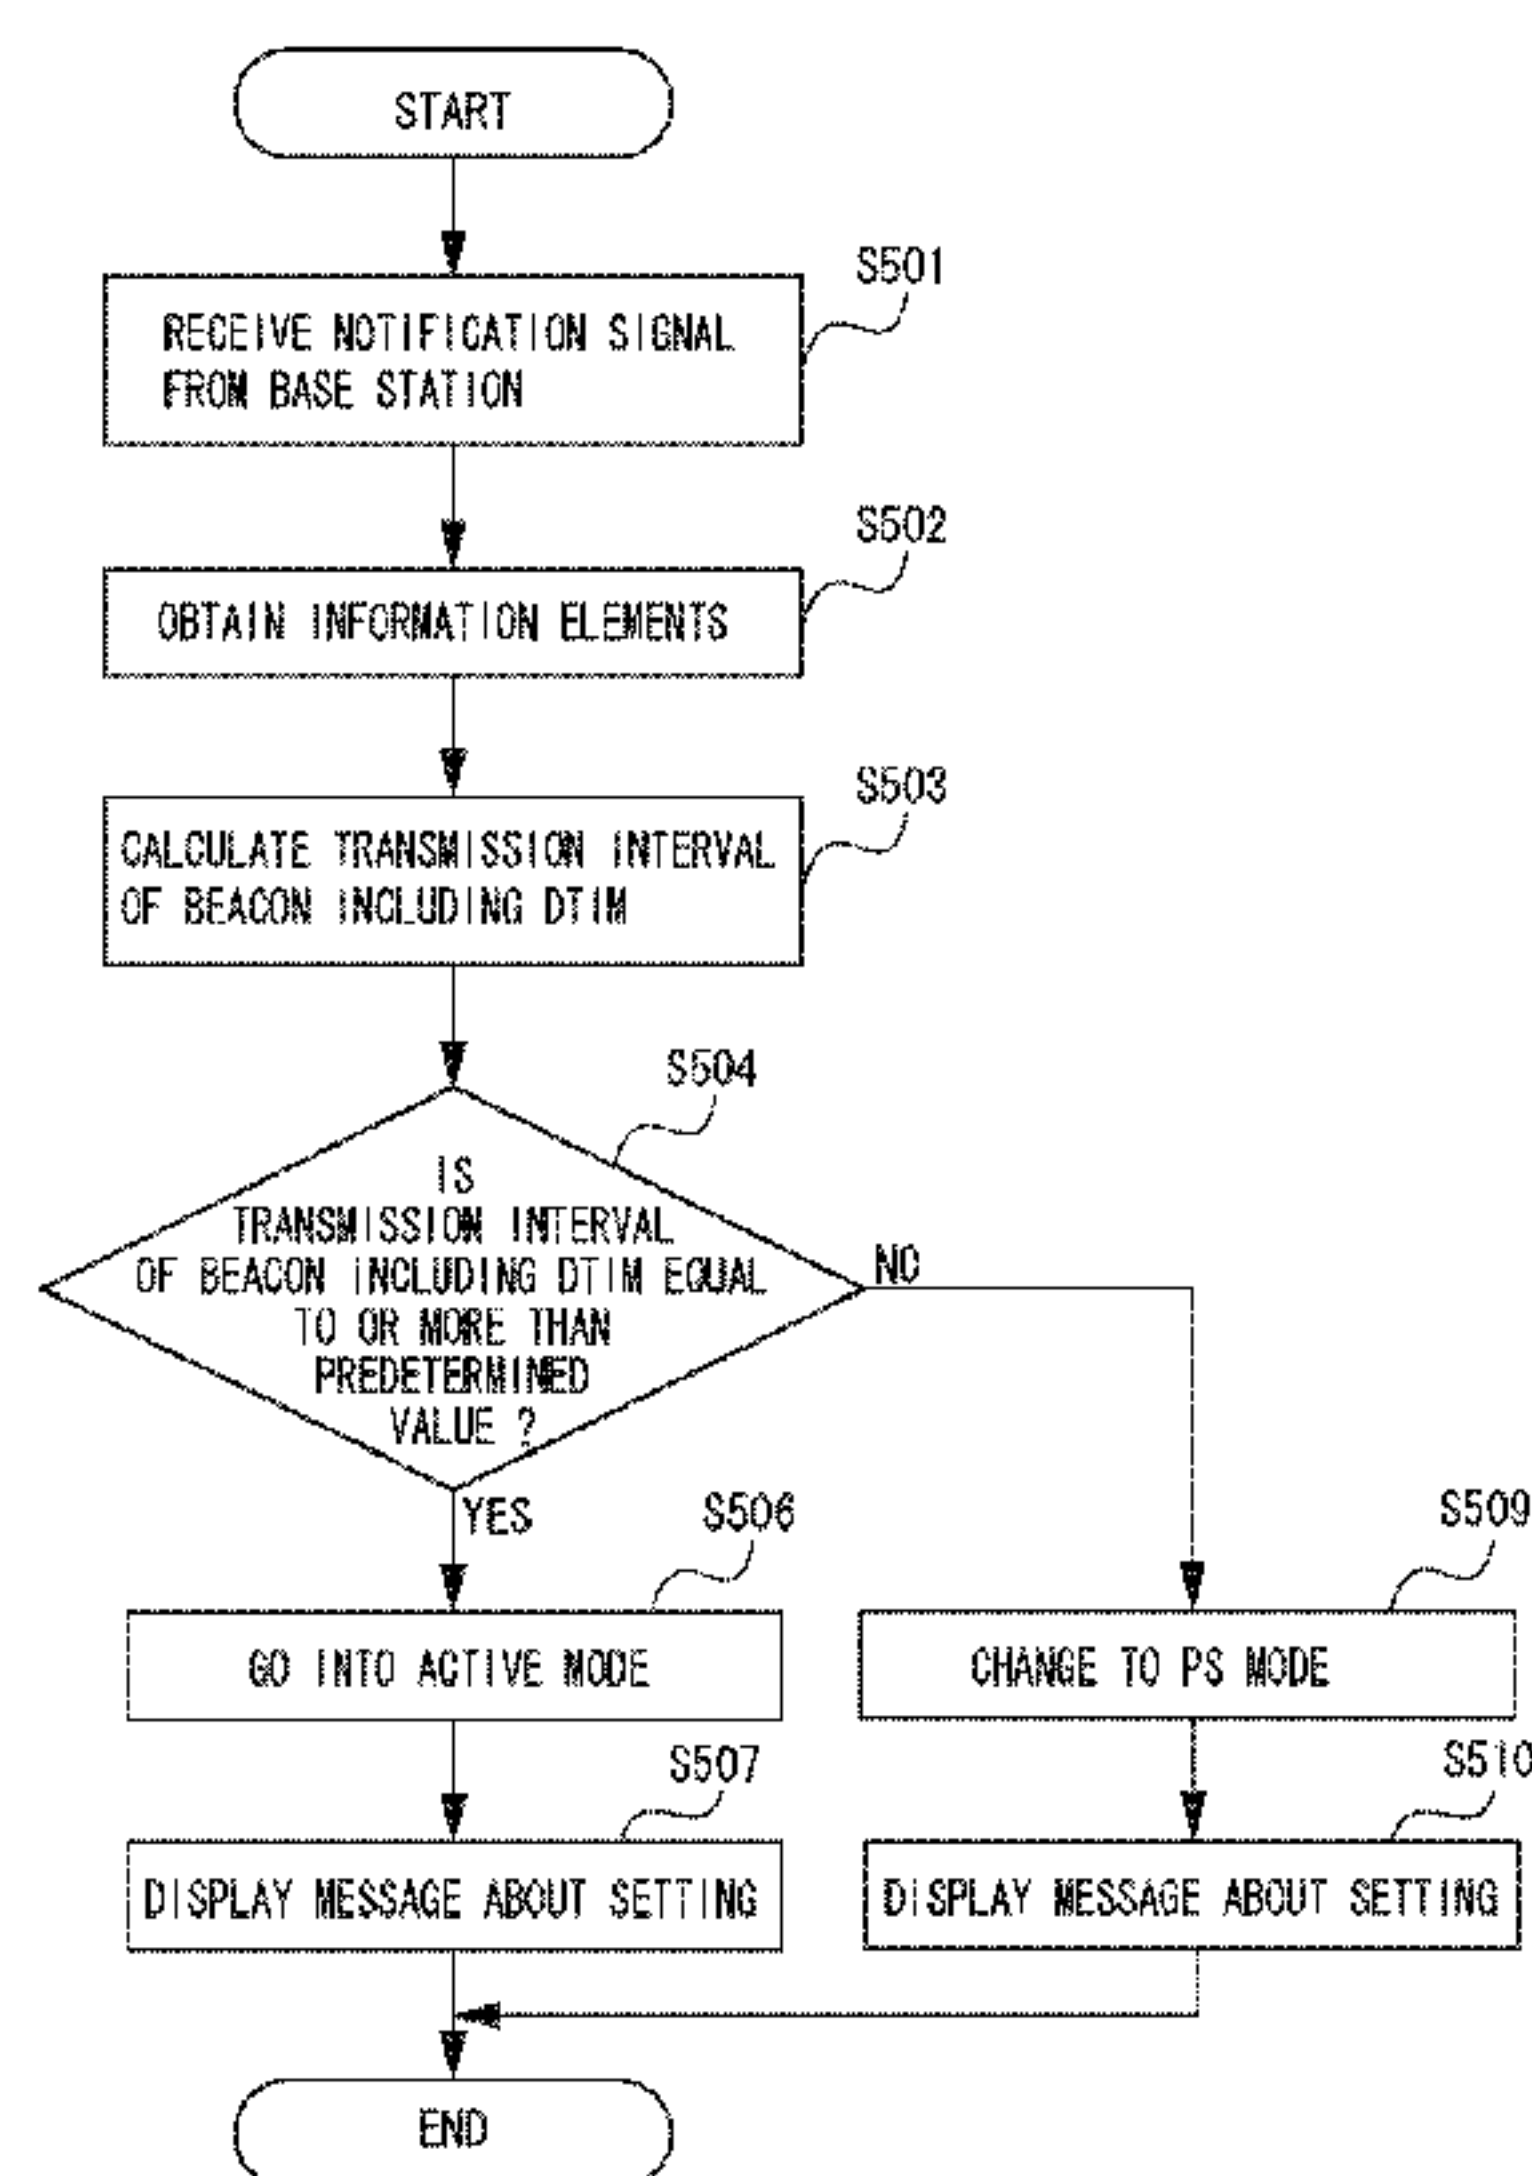 START
S501
RECEIVE NOTIFICATION SIGNAL
FROM BASE STATION
S502
OBTAIN INFORMATION ELEMENTS
S503
CALCULATE TRANSMISSION INTERVAL
OF BEACON INCLUDING DTIM
S504
IS
TRANSMISSION INTERVAL
OF BEACON INCLUDING DTIM EQUAL
TO OR MORE THAN
PREDETERMINED
VALUE ?
NO
YES
S506
GO INTO ACTIVE MODE
S509
CHANGE TO PS MODE
S507
DISPLAY MESSAGE ABOUT SETTING
S510
DISPLAY MESSAGE ABOUT SETTING
END